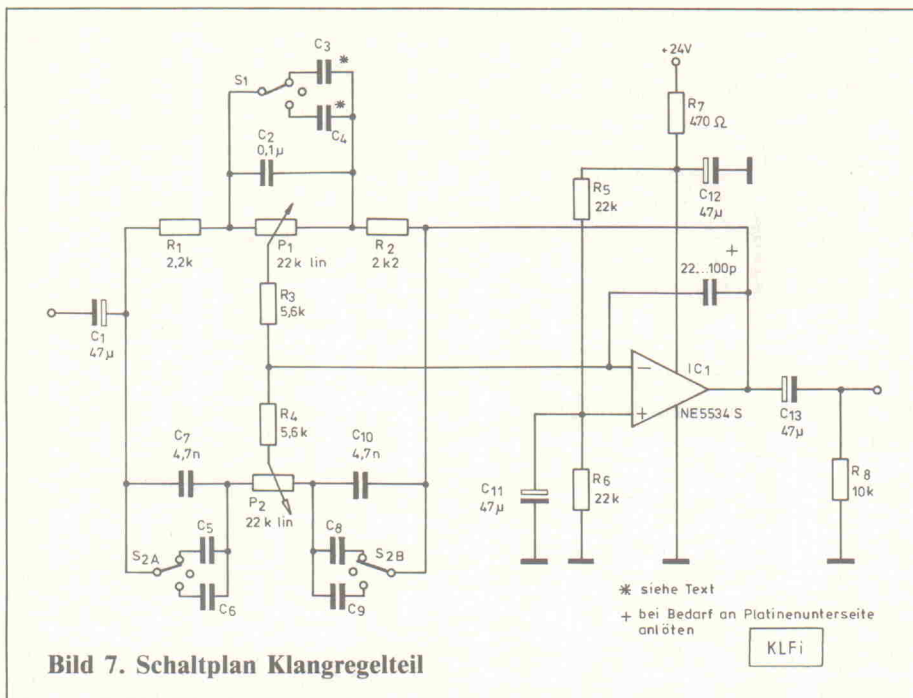 C3
*
S1
*
C4
C2
0,1µ
R1
2,2k
P1
22k lin
R2
2k2
C1
47µ
R3
5,6k
R4
5,6k
C7
4,7n
C10
4,7n
P2
22k lin
S2A
C5
C6
C8
C9
S2B
+24V
R7
470 Ω
R5
22k
C12
47µ
+
22...100p
IC1
NE5534 S
C13
47µ
R6
22k
C11
47µ
R8
10k
* siehe Text
+ bei Bedarf an Platinenunterseite
anlöten
KLFi
Bild 7. Schaltplan Klangregelteil